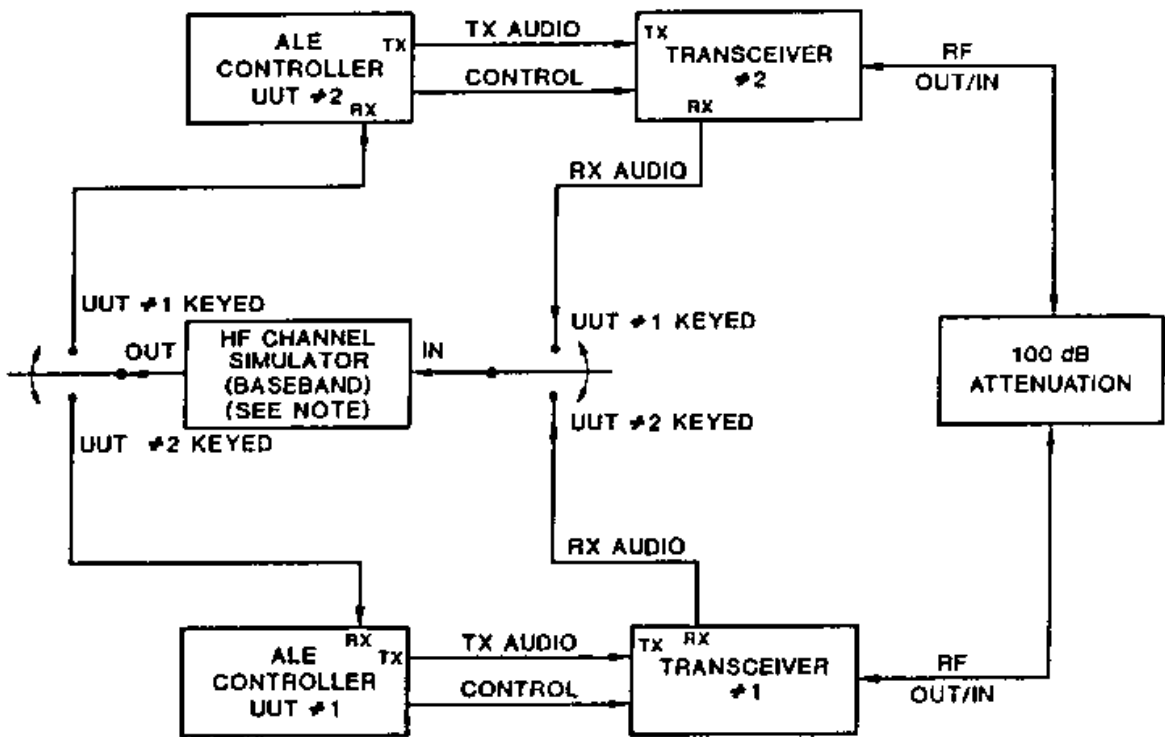 ALE
CONTROLLER
UUT #2
TX
RX
TX AUDIO
CONTROL
TX
TRANSCEIVER
#2
RX
RF
OUT/IN
RX AUDIO
UUT #1 KEYED
OUT
HF CHANNEL
SIMULATOR
(BASEBAND)
(SEE NOTE)
IN
UUT #1 KEYED
UUT #2 KEYED
UUT #2 KEYED
100 dB
ATTENUATION
RX AUDIO
ALE
CONTROLLER
UUT #1
RX
TX
TX AUDIO
CONTROL
TX
RX
TRANSCEIVER
#1
RF
OUT/IN